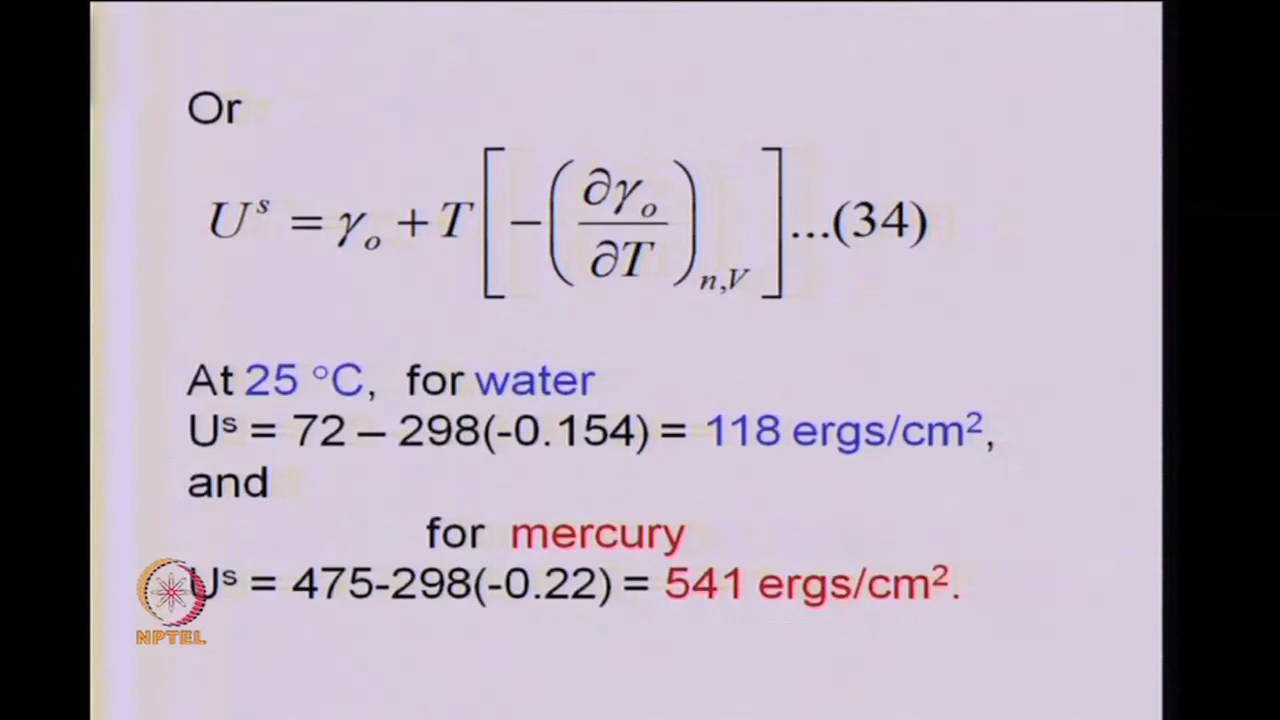 Or
U^s = γ_o + T[−(∂γ_o/∂T)_{n,V}]...(34)
At 25 °C, for water
U^s = 72 – 298(-0.154) = 118 ergs/cm²,
and
for mercury
U^s = 475-298(-0.22) = 541 ergs/cm².
NPTEL